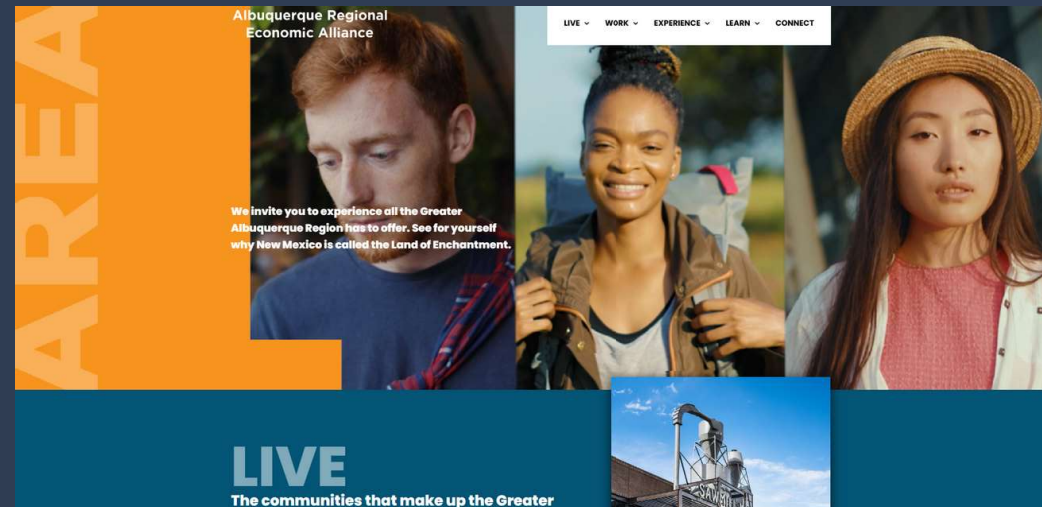 AREA
Albuquerque Regional
Economic Alliance
LIVE
WORK
EXPERIENCE
LEARN
CONNECT
We invite you to experience all the Greater
Albuquerque Region has to offer. See for yourself
why New Mexico is called the Land of Enchantment.
LIVE
The communities that make up the Greater